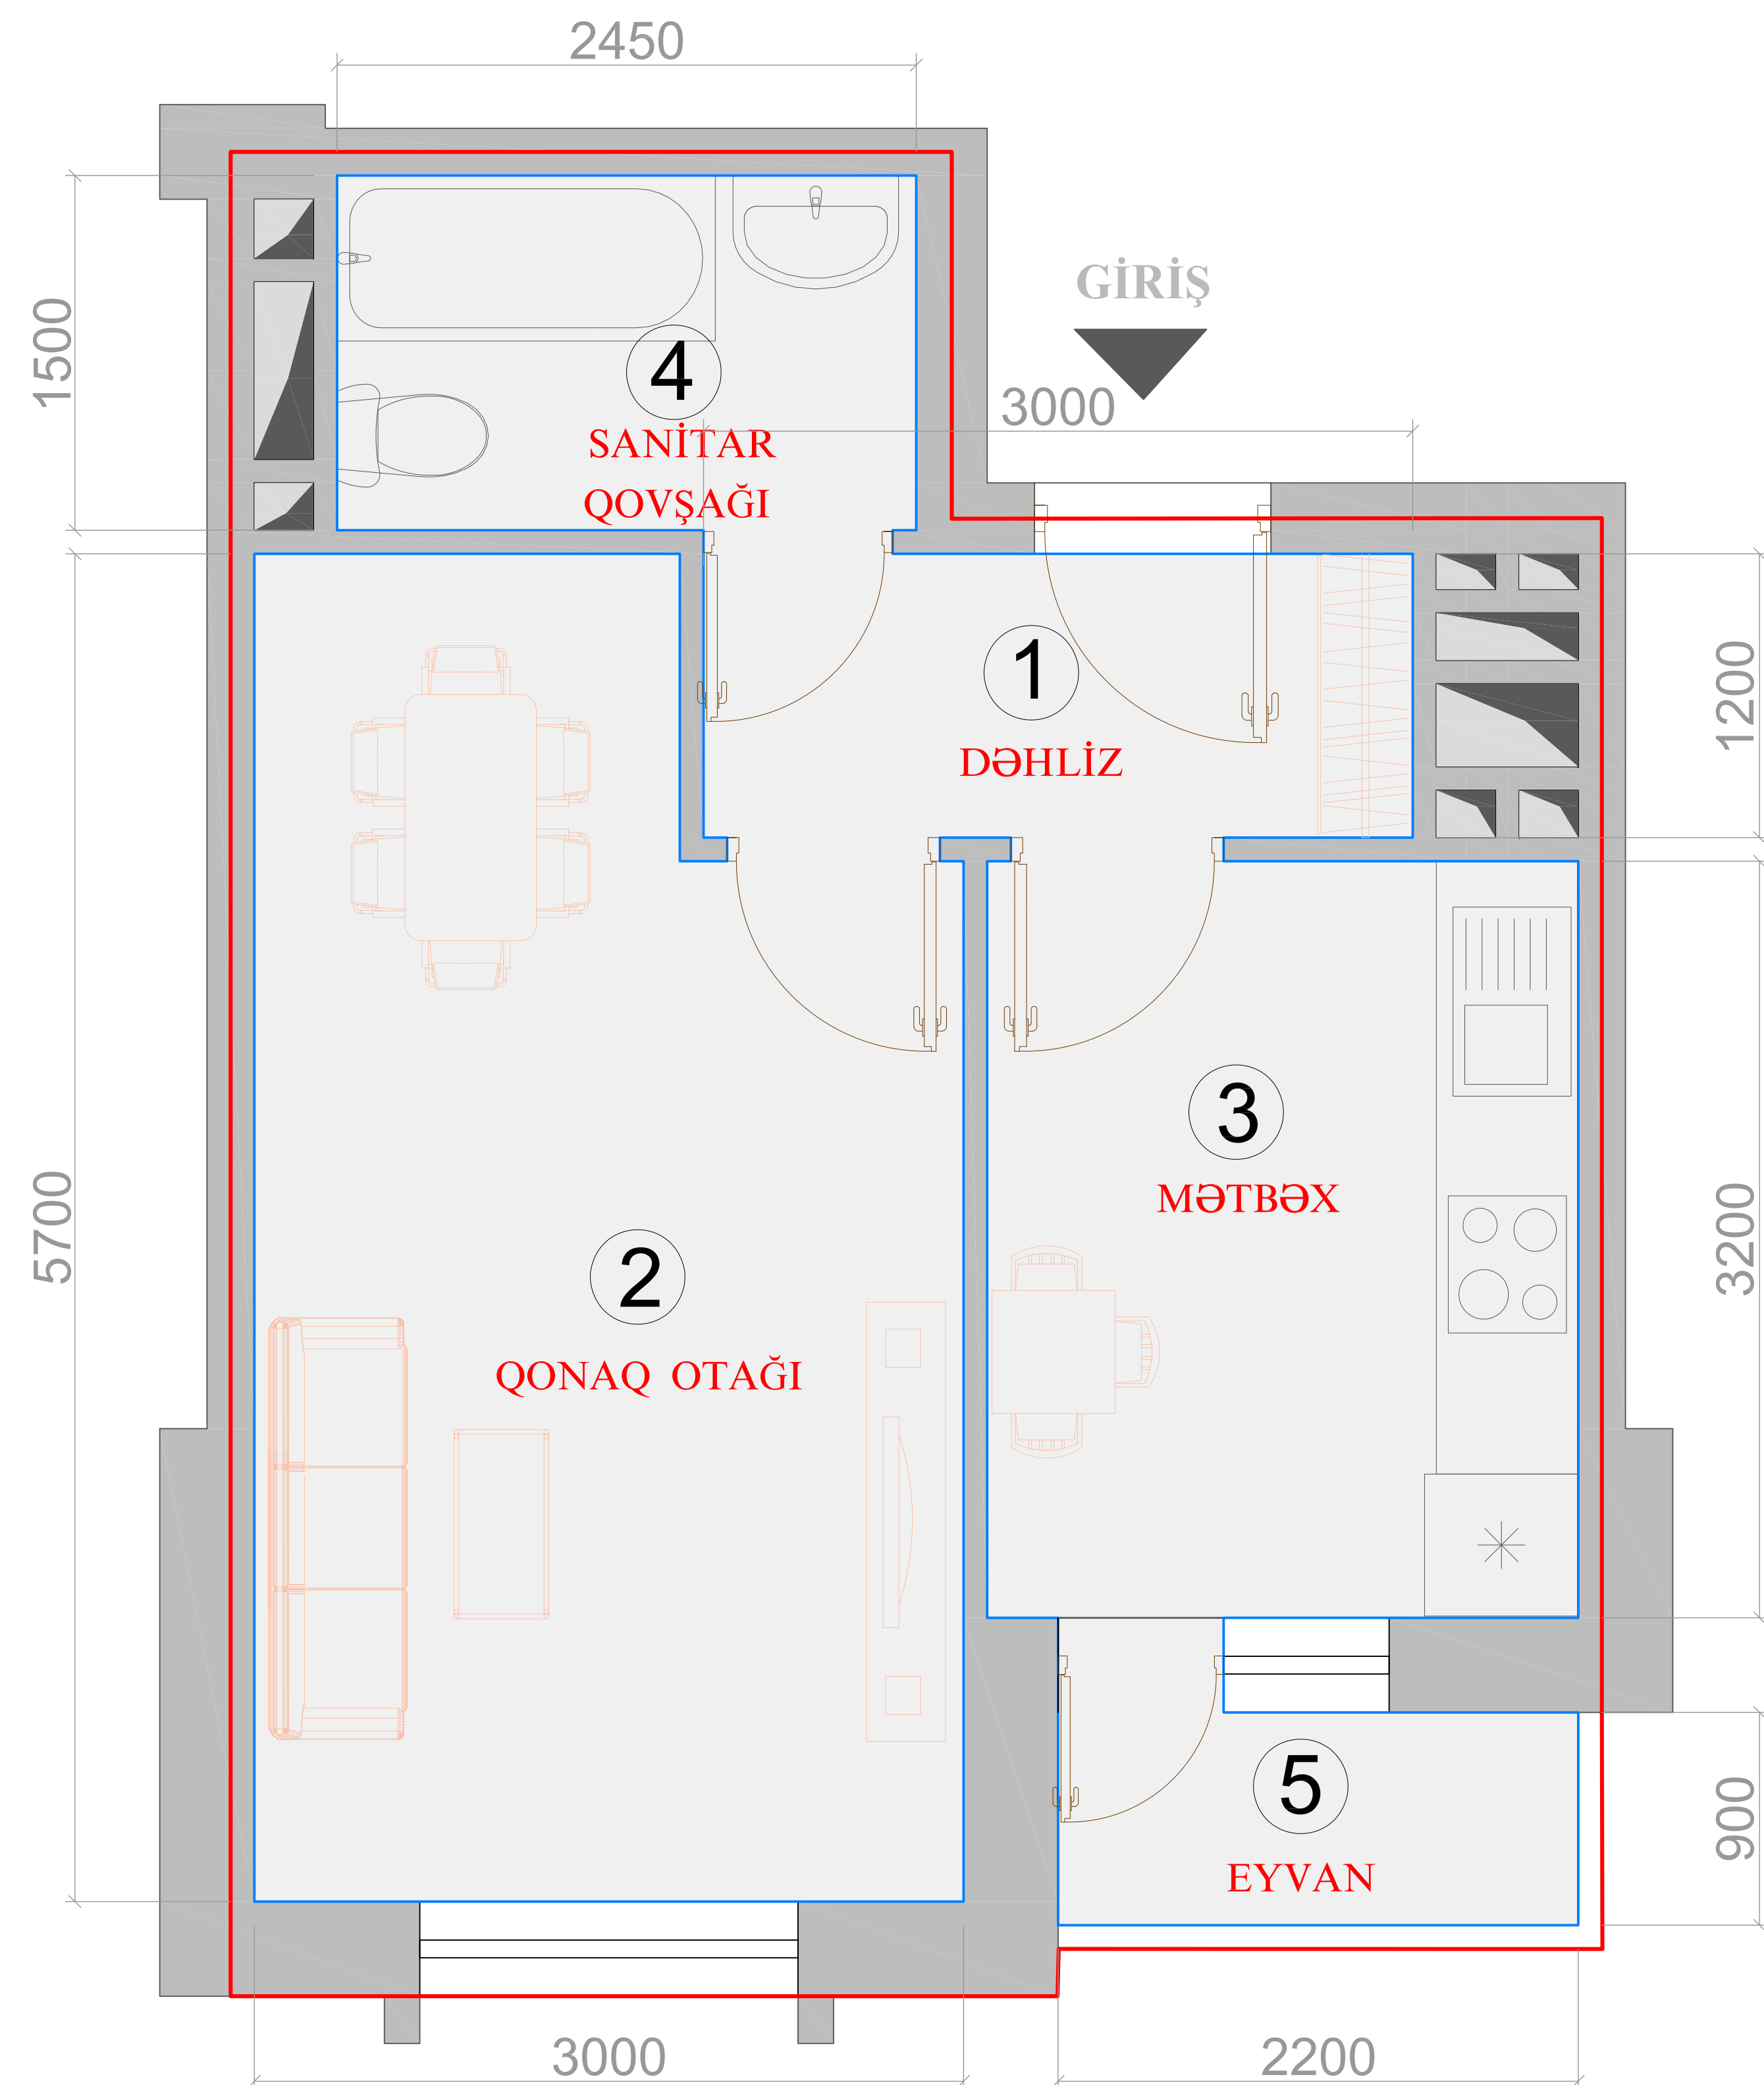 2450
GİRİŞ
1500
4
SANİTAR
QOVŞAĞI
3000
1
DƏHLİZ
1200
5700
3
MƏTBƏX
3200
2
QONAQ OTAĞI
5
EYVAN
900
3000
2200